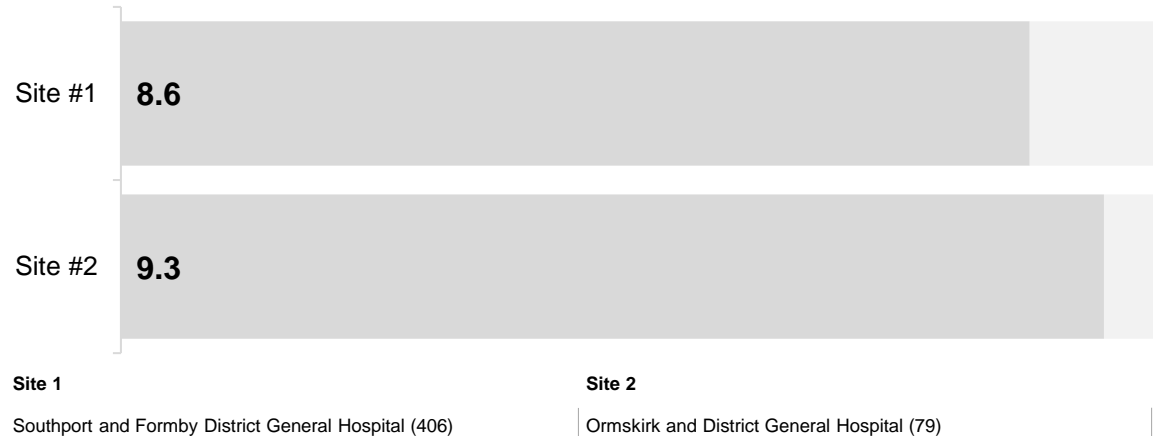 Site #1
8.6
Site #2
9.3
Site 1
Site 2
Southport and Formby District General Hospital (406)
Ormskirk and District General Hospital (79)